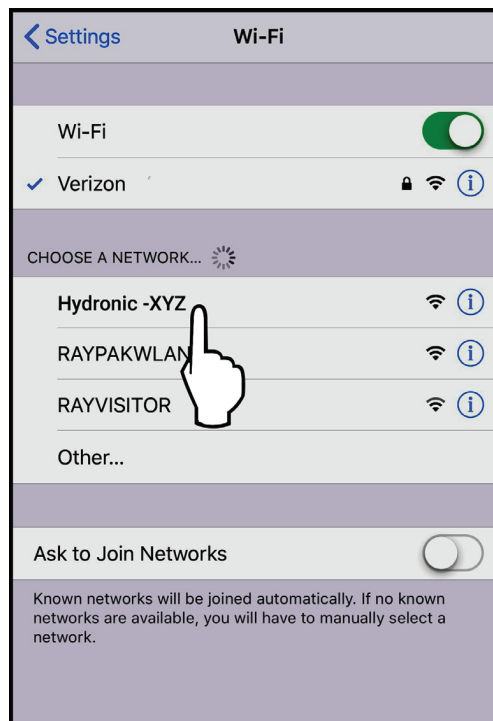 Settings
Wi-Fi
Wi-Fi
Verizon
CHOOSE A NETWORK...
Hydronic -XYZ
RAYPAKWLAN
RAYVISITOR
Other...
Ask to Join Networks
Known networks will be joined automatically. If no known
networks are available, you will have to manually select a
network.